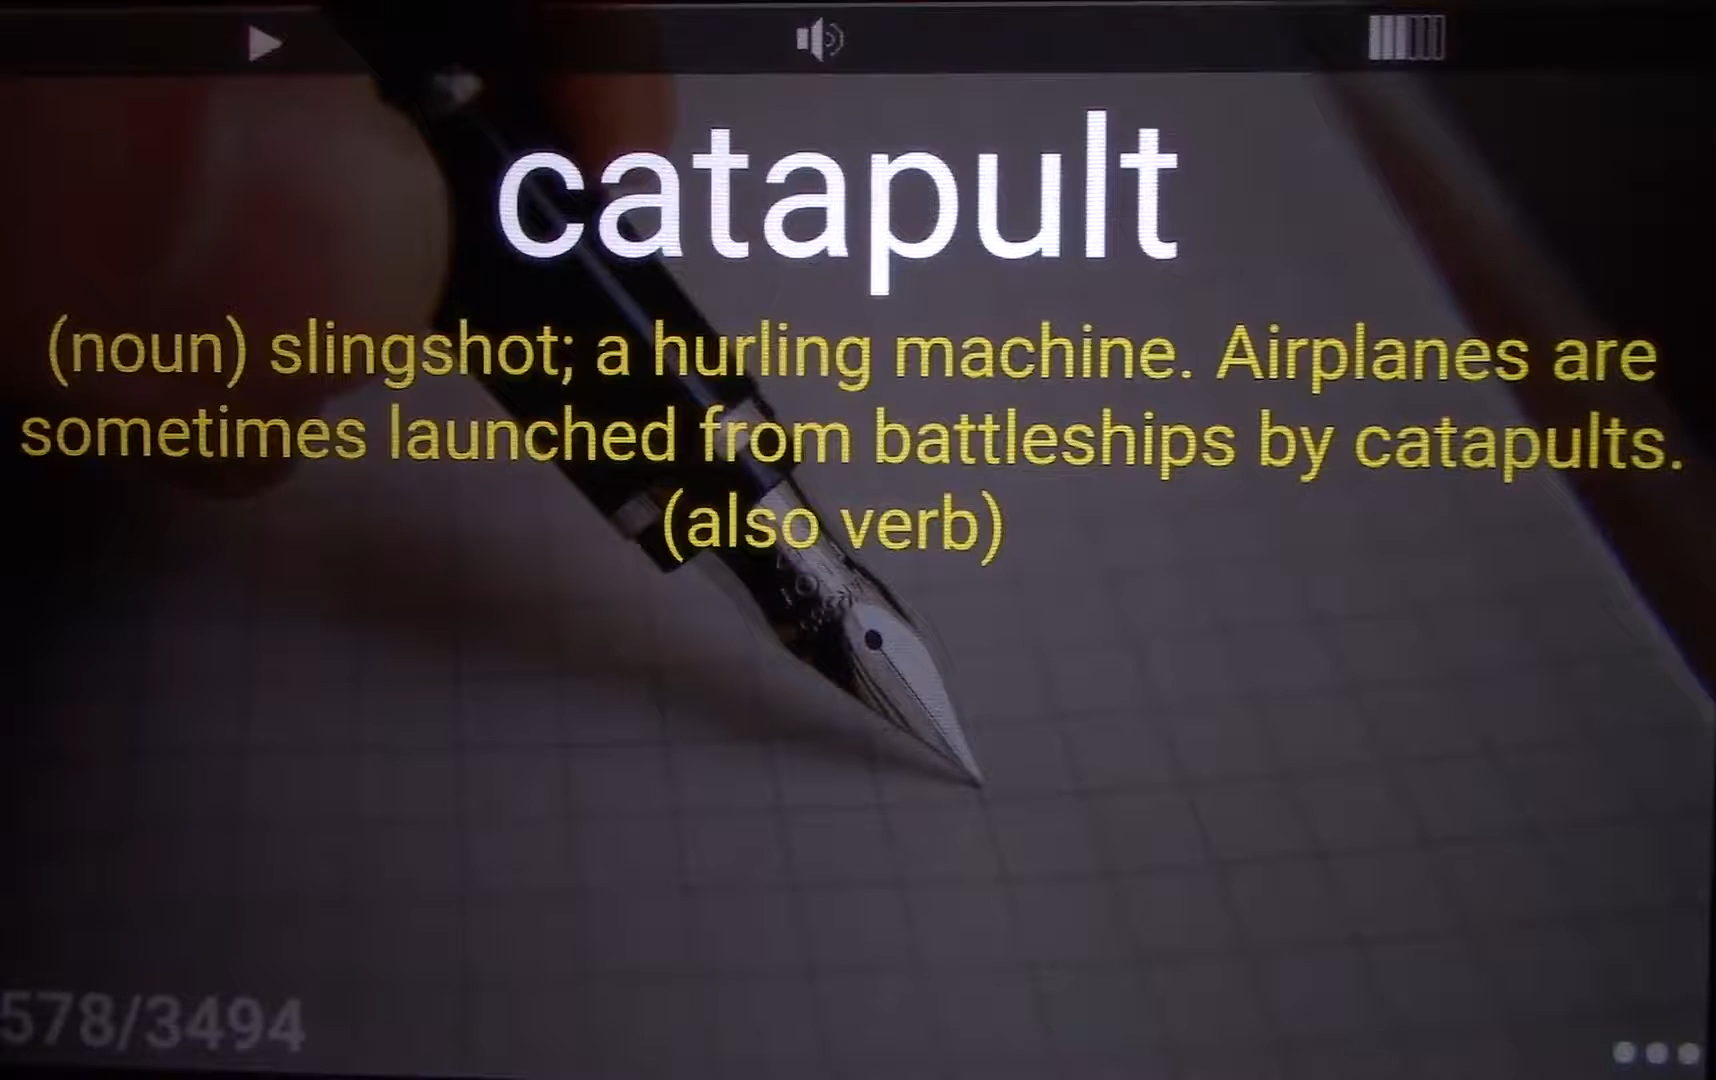 catapult
(noun) slingshot; a hurling machine. Airplanes are
sometimes launched from battleships by catapults.
(also verb)
578/3494